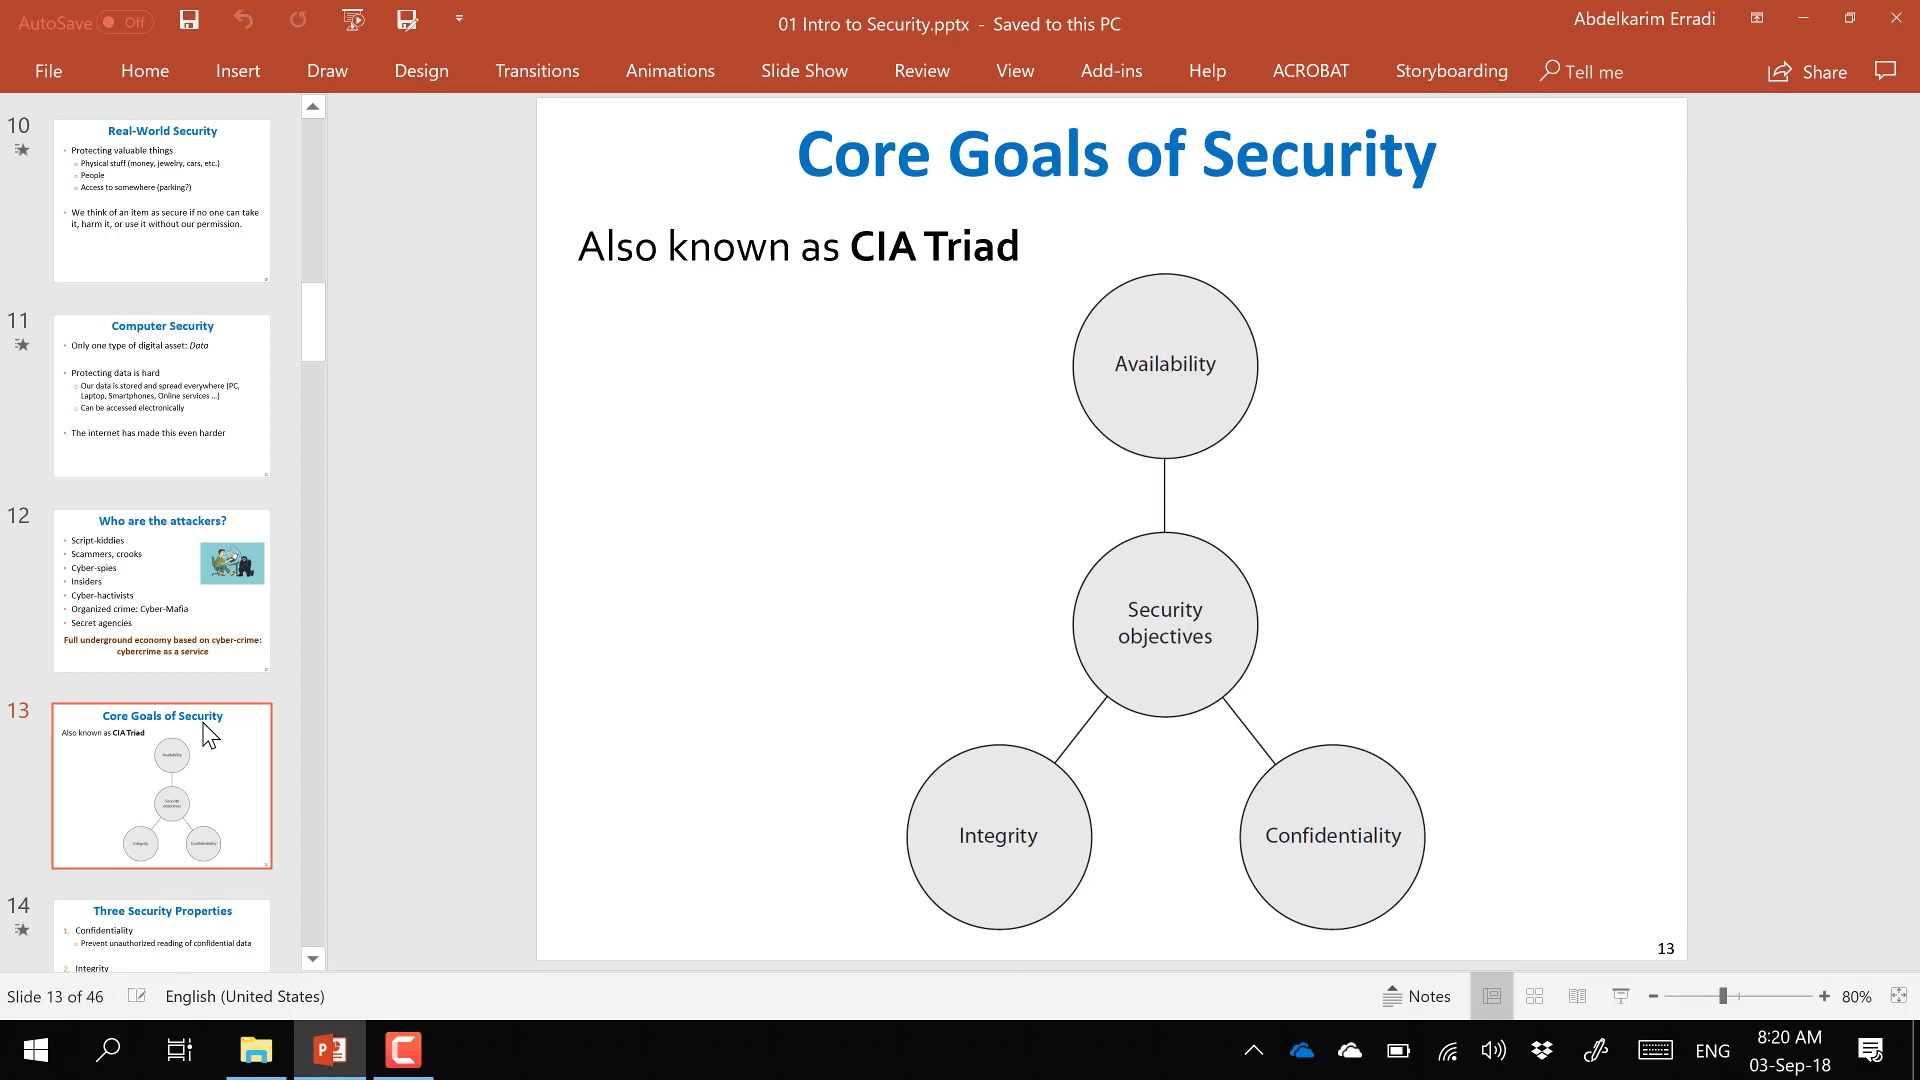 AutoSave Off
01 Intro to Security.pptx - Saved to this PC
Abdelkarim Erradi
File Home Insert Draw Design Transitions Animations Slide Show Review View Add-ins Help ACROBAT Storyboarding Tell me Share
10
Real-World Security
• Protecting valuable things
o Physical stuff (money, jewelry, cars, etc.)
o People
o Access to somewhere (parking?)
• We think of an item as secure if no one can take
it, harm it, or use it without our permission.
11
Computer Security
• Only one type of digital asset: Data
• Protecting data is hard
o Our data is stored and spread everywhere (PC,
Laptop, Smartphones, Online services ...)
o Can be accessed electronically
• The internet has made this even harder
12
Who are the attackers?
• Script-kiddies
• Scammers, crooks
• Cyber-spies
• Insiders
• Cyber-hactivists
• Organized crime: Cyber-Mafia
• Secret agencies
Full underground economy based on cyber-crime:
cybercrime as a service
13
Core Goals of Security
Also known as CIA Triad
Availability
Security
objectives
Integrity
Confidentiality
14
Three Security Properties
1. Confidentiality
o Prevent unauthorized reading of confidential data
2. Integrity
Core Goals of Security
Also known as CIA Triad
Availability
Security
objectives
Integrity
Confidentiality
13
Slide 13 of 46
English (United States)
Notes
80%
ENG
8:20 AM
03-Sep-18